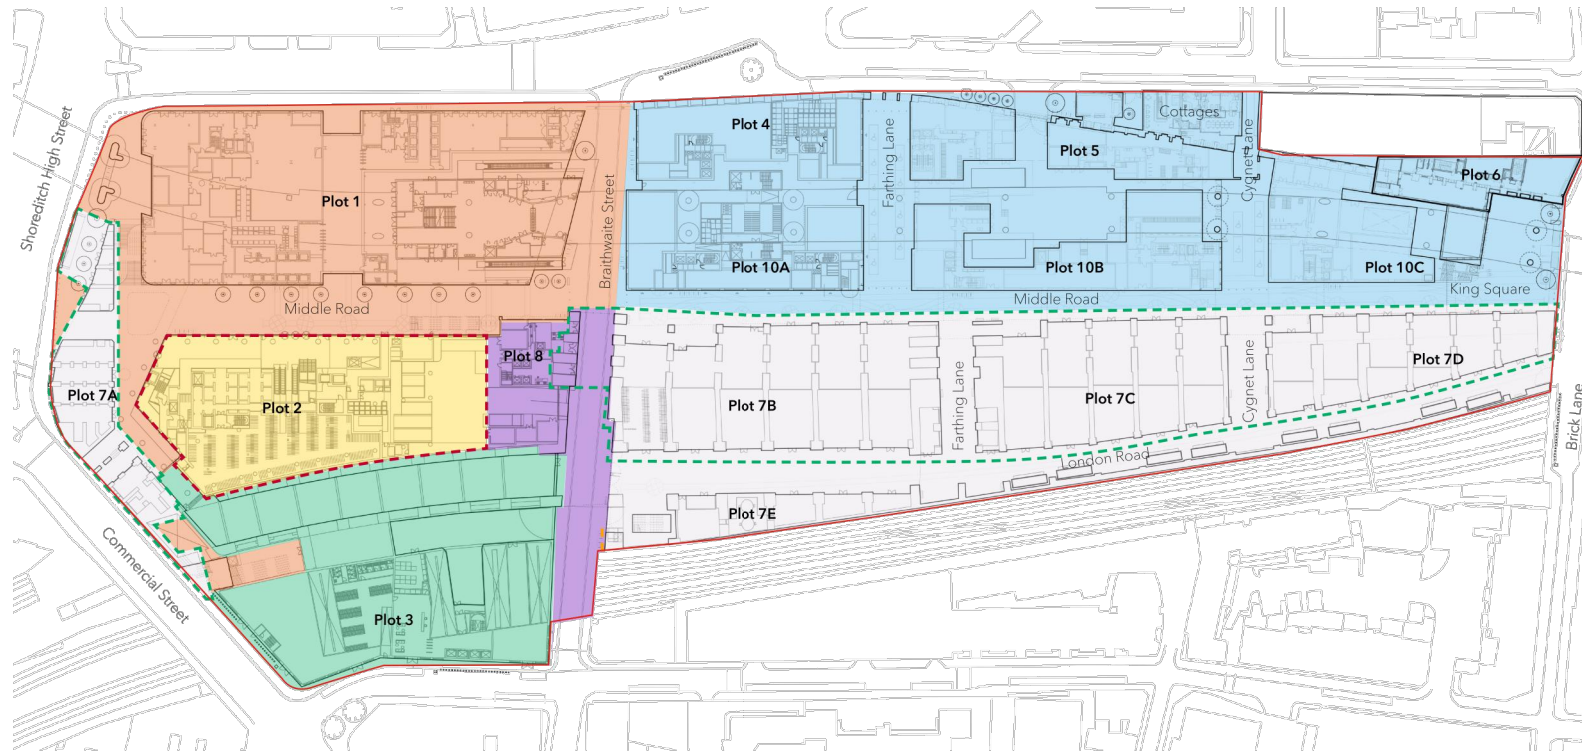 Shoreditch High Street
Plot 1
Braithwaite Street
Middle Road
Plot 4
Plot 10A
Farthing Lane
Cottages
Plot 5
Cygnet Lane
Plot 6
Plot 10B
Middle Road
Plot 10C
King Square
Plot 7A
Plot 2
Plot 8
Plot 7B
Farthing Lane
Plot 7C
Cygnet Lane
Plot 7D
Brick Lane
London Road
Plot 7E
Commercial Street
Plot 3